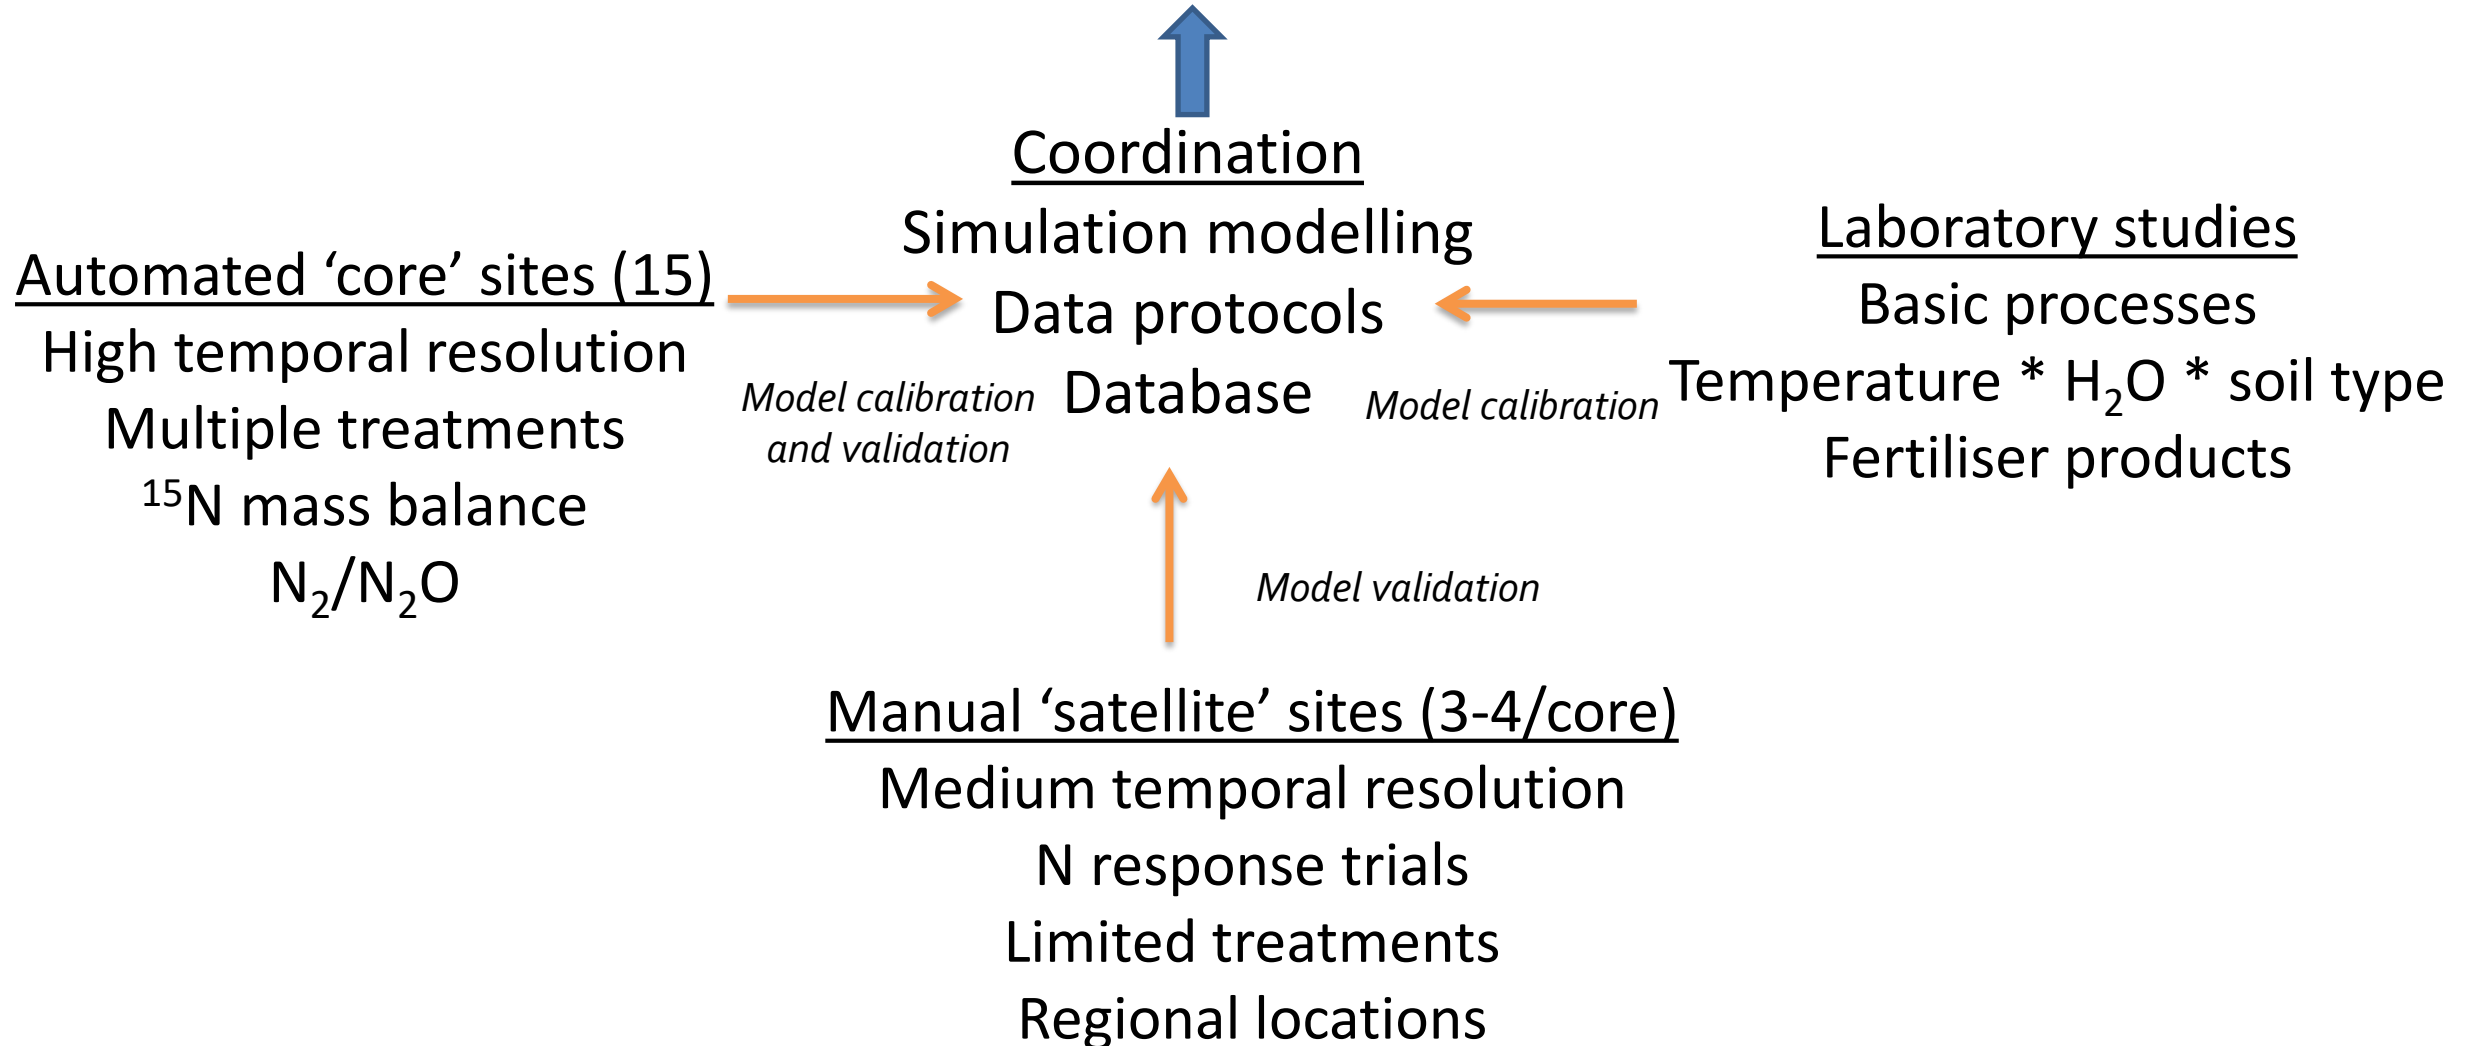 Coordination
Simulation modelling
Data protocols
Database
Automated ‘core’ sites (15)
High temporal resolution
Multiple treatments
¹⁵N mass balance
N₂/N₂O
Model calibration
and validation
Laboratory studies
Basic processes
Temperature * H₂O * soil type
Fertiliser products
Model calibration
Model validation
Manual ‘satellite’ sites (3-4/core)
Medium temporal resolution
N response trials
Limited treatments
Regional locations